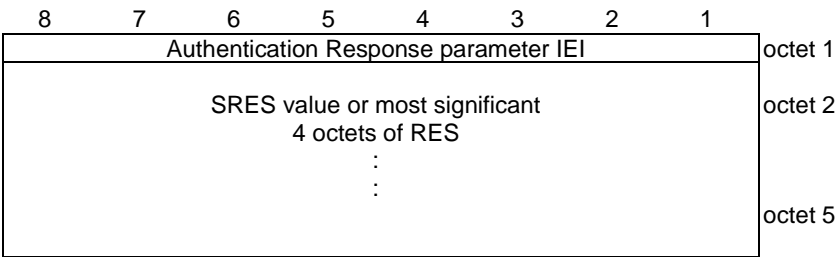 8 7 6 5 4 3 2 1
Authentication Response parameter IEI octet 1
SRES value or most significant octet 2
4 octets of RES
:
:
octet 5